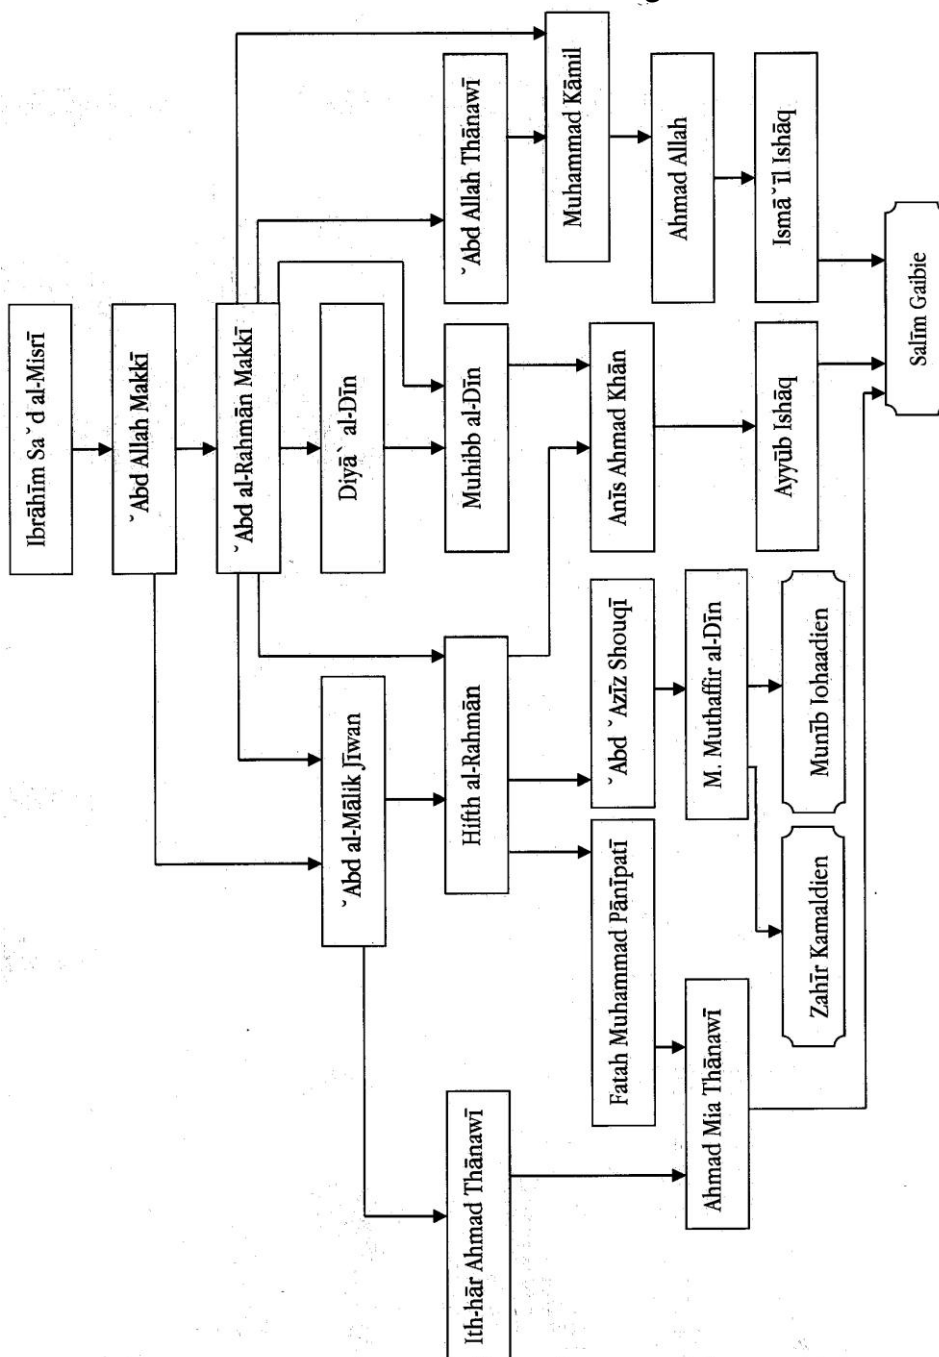 Ibrāhīm Sa˘d al-Misrī
˘Abd Allah Makkī
˘Abd al-Rahmān Makkī
˘Abd al-Mālik Jīwan
Diyā` al-Dīn
Ith-hār Ahmad Thānawī
Hifth al-Rahmān
Muhibb al-Dīn
˘Abd Allah Thānawī
Muhammad Kāmil
Fatah Muhammad Pānīpatī
˘Abd ˘Azīz Shouqī
Anīs Ahmad Khān
Ahmad Allah
Ahmad Mia Thānawī
M. Muthaffir al-Dīn
Zahīr Kamaldien
Munīb Johaadien
Ayyūb Ishāq
Ismā˘īl Ishāq
Salīm Gaibie